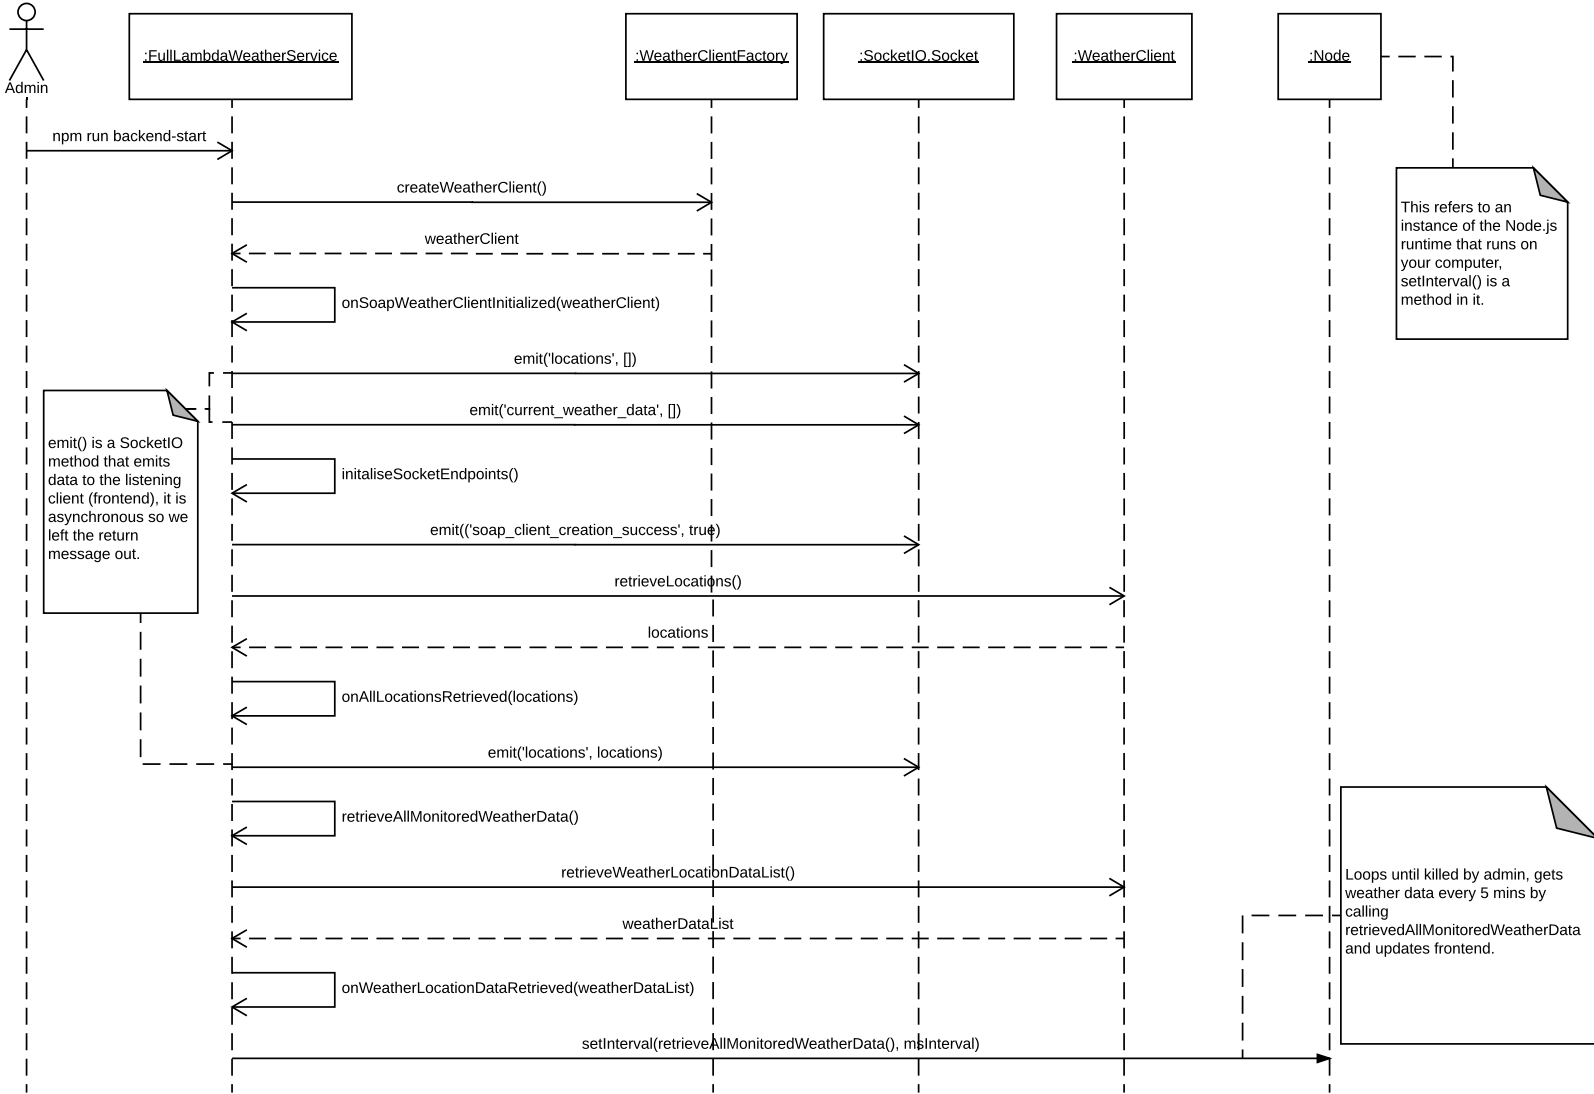 :FullLambdaWeatherService
:WeatherClientFactory
:SocketIO.Socket
:WeatherClient
:Node
Admin
npm run backend-start
createWeatherClient()
This refers to an
instance of the Node.js
runtime that runs on
your computer,
setInterval() is a
method in it.
weatherClient
onSoapWeatherClientInitialized(weatherClient)
emit('locations', [])
emit('current_weather_data', [])
emit() is a SocketIO
method that emits
data to the listening
client (frontend), it is
asynchronous so we
left the return
message out.
initaliseSocketEndpoints()
emit(('soap_client_creation_success', true)
retrieveLocations()
locations
onAllLocationsRetrieved(locations)
emit('locations', locations)
retrieveAllMonitoredWeatherData()
retrieveWeatherLocationDataList()
Loops until killed by admin, gets
weather data every 5 mins by
calling
retrievedAllMonitoredWeatherData
and updates frontend.
weatherDataList
onWeatherLocationDataRetrieved(weatherDataList)
setInterval(retrieveAllMonitoredWeatherData(), msInterval)